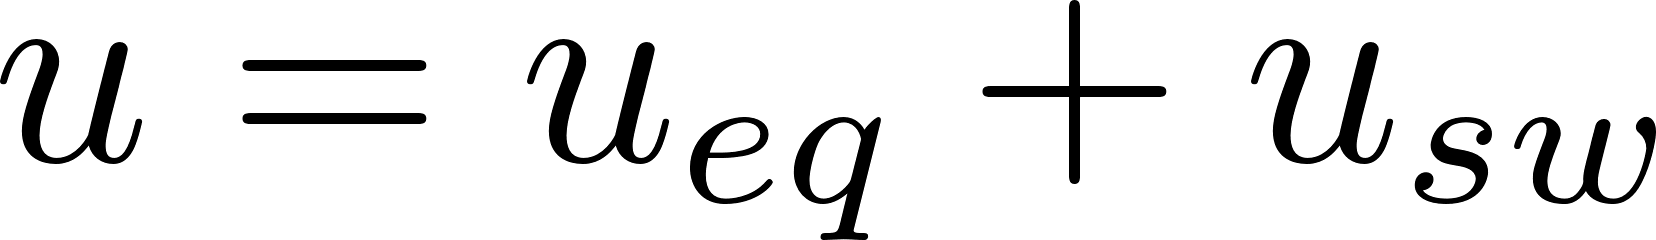 u = u_{eq} + u_{sw}